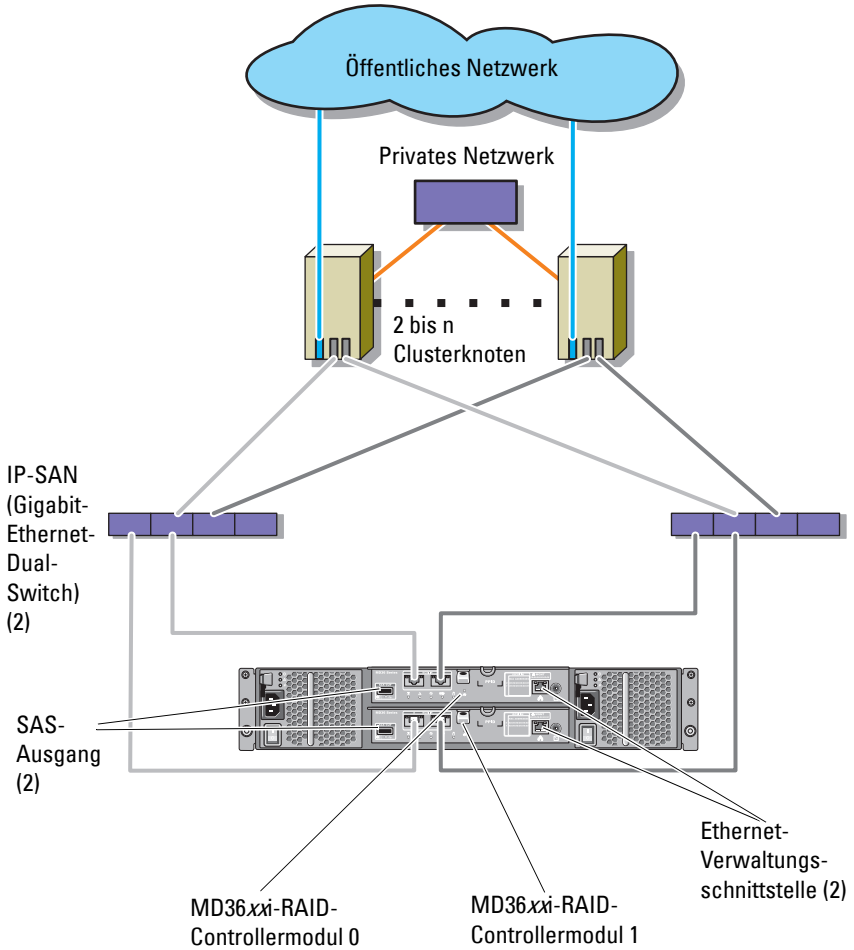 Öffentliches Netzwerk
Privates Netzwerk
2 bis n
Clusterknoten
IP-SAN
(Gigabit-
Ethernet-
Dual-
Switch)
(2)
SAS-
Ausgang
(2)
Ethernet-
Verwaltungs-
schnittstelle (2)
MD36xxi-RAID-
Controllermodul 0
MD36xxi-RAID-
Controllermodul 1